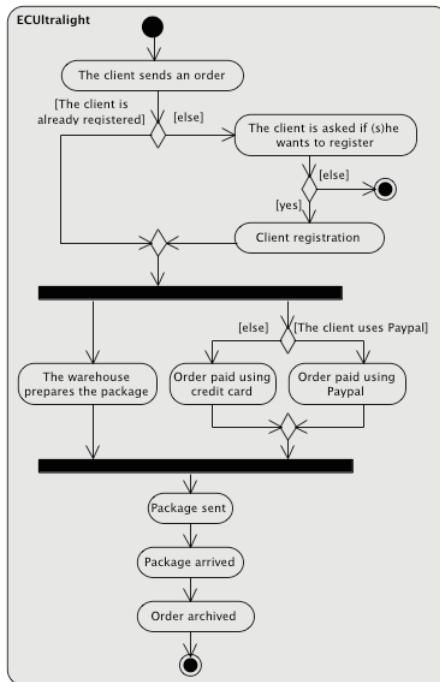 ECUltralight
The client sends an order
[The client is
already registered]
[else]
The client is asked if (s)he
wants to register
[else]
[yes]
Client registration
[else]
[The client uses Paypal]
The warehouse
prepares the package
Order paid using
credit card
Order paid using
Paypal
Package sent
Package arrived
Order archived